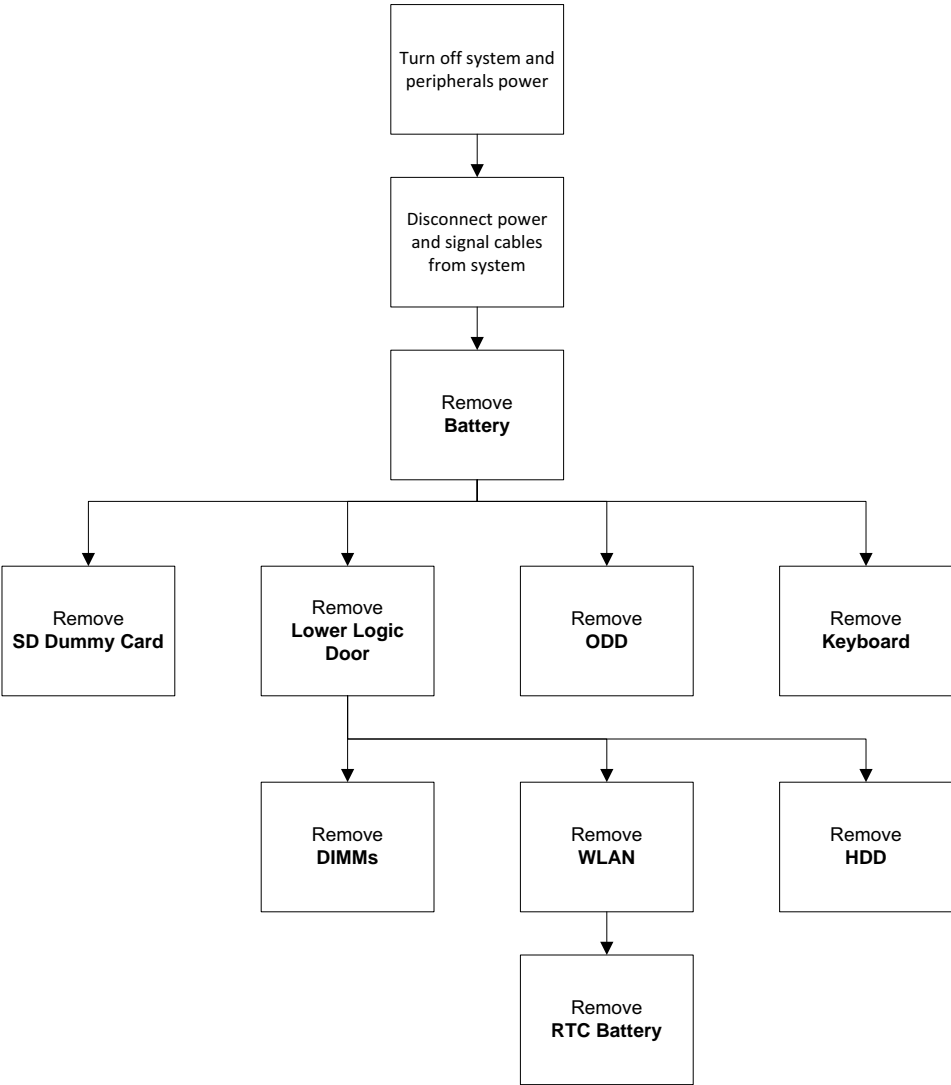 Turn off system and
peripherals power
Disconnect power
and signal cables
from system
Remove
Battery
Remove
SD Dummy Card
Remove
Lower Logic
Door
Remove
ODD
Remove
Keyboard
Remove
DIMMs
Remove
WLAN
Remove
HDD
Remove
RTC Battery